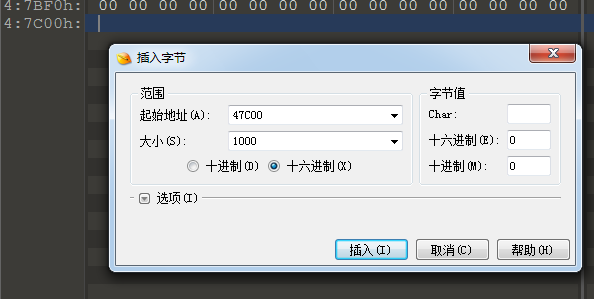 4:7BF0h: 00 00 00 00 00 00 00 00 00 00 00 00 00 00 00 00
4:7C00h:
插入字节
范围
起始地址(A): 47C00
大小(S): 1000
十进制(D) 十六进制(X)
字节值
Char:
十六进制(E): 0
十进制(M): 0
选项(I)
插入(I) 取消(C) 帮助(H)